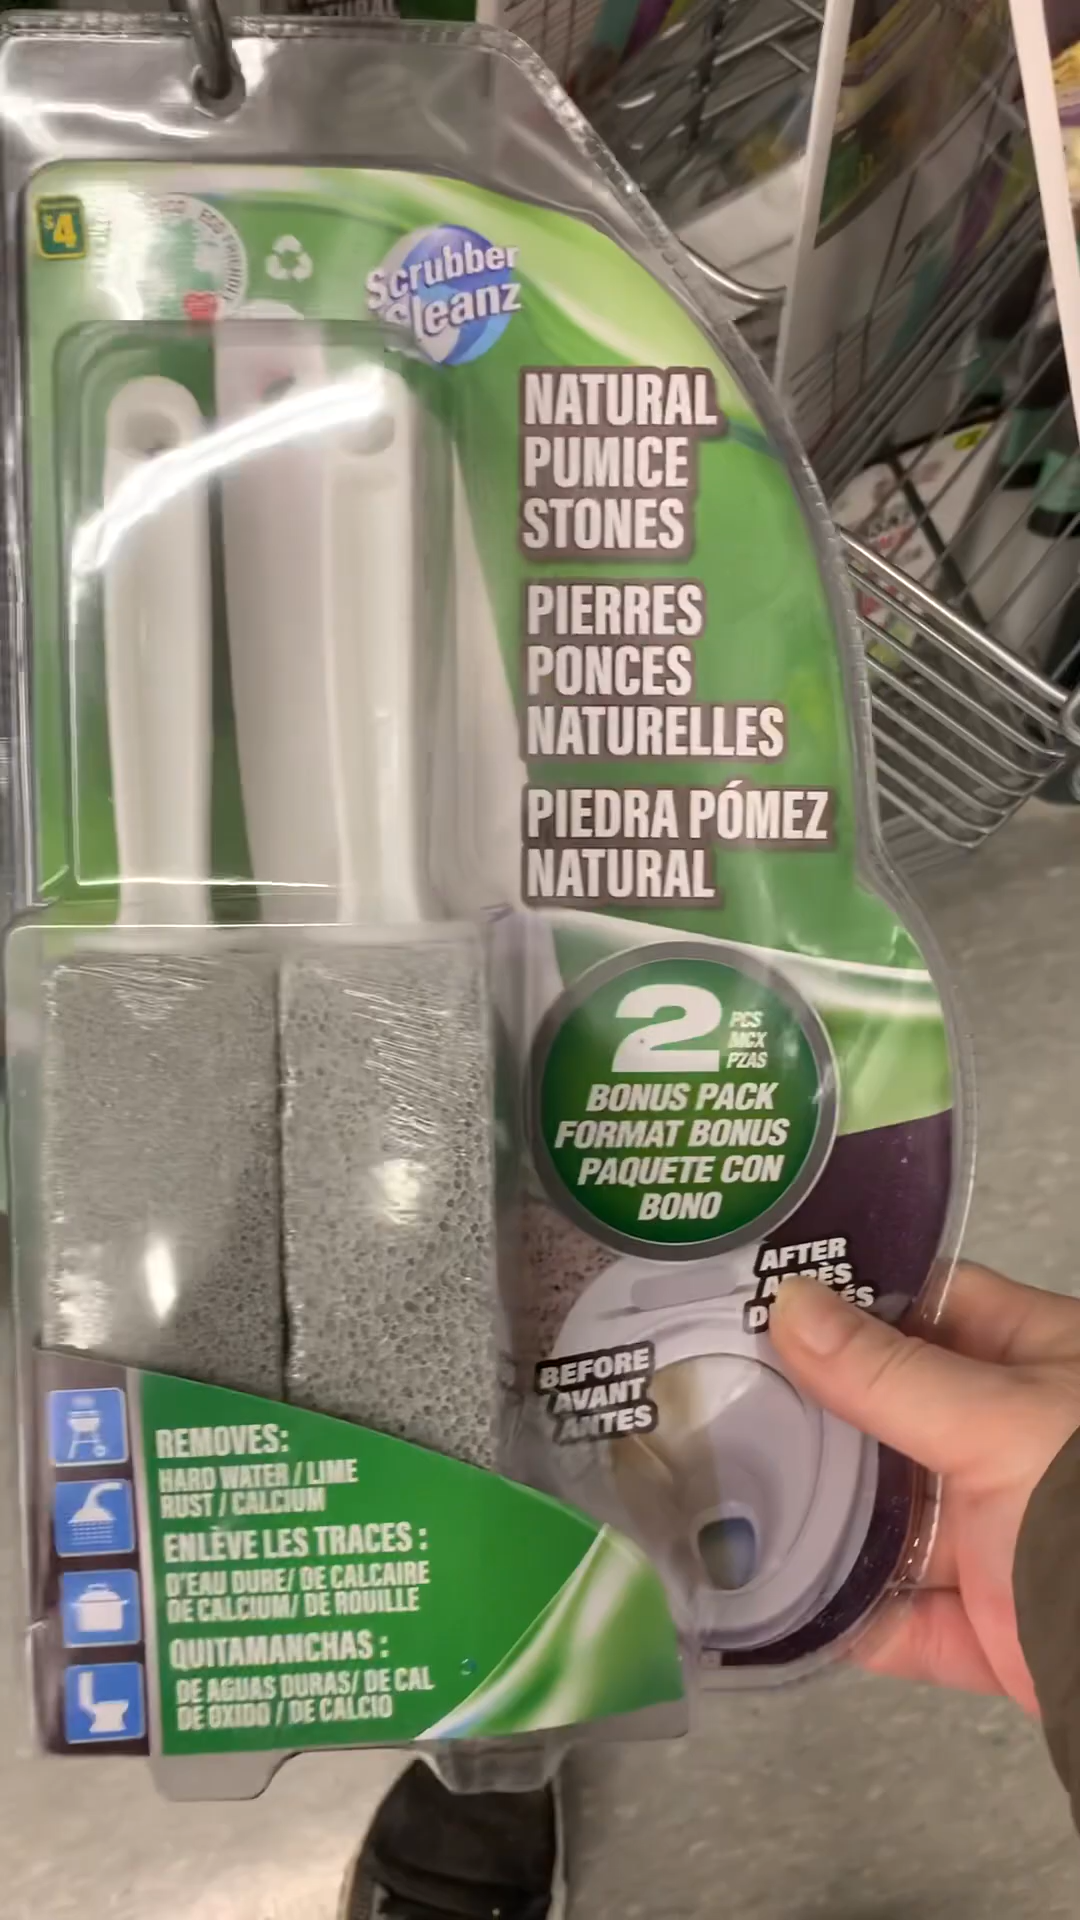 $4
ECO FRIENDLY
Scrubber
Cleanz
NATURAL
PUMICE
STONES
PIERRES
PONCES
NATURELLES
PIEDRA PÓMEZ
NATURAL
2
PCS
MCX
PZAS
BONUS PACK
FORMAT BONUS
PAQUETE CON
BONO
AFTER
BEFORE
AVANT
ANTES
REMOVES:
HARD WATER / LIME
RUST / CALCIUM
ENLÈVE LES TRACES :
D'EAU DURE/ DE CALCAIRE
DE CALCIUM/ DE ROUILLE
QUITAMANCHAS :
DE AGUAS DURAS/ DE CAL
DE OXIDO / DE CALCIO